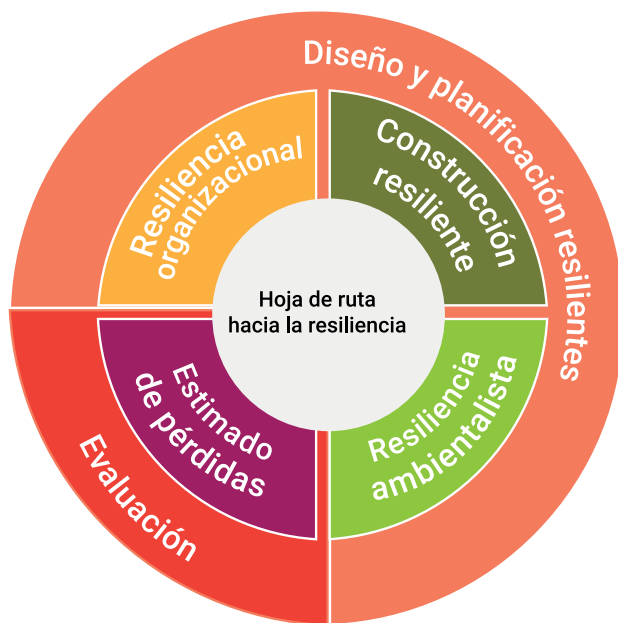 Diseño y planificación resilientes
Resiliencia
organizacional
Construcción
resiliente
Hoja de ruta
hacia la resiliencia
Estimado
de pérdidas
Resiliencia
ambientalista
Evaluación